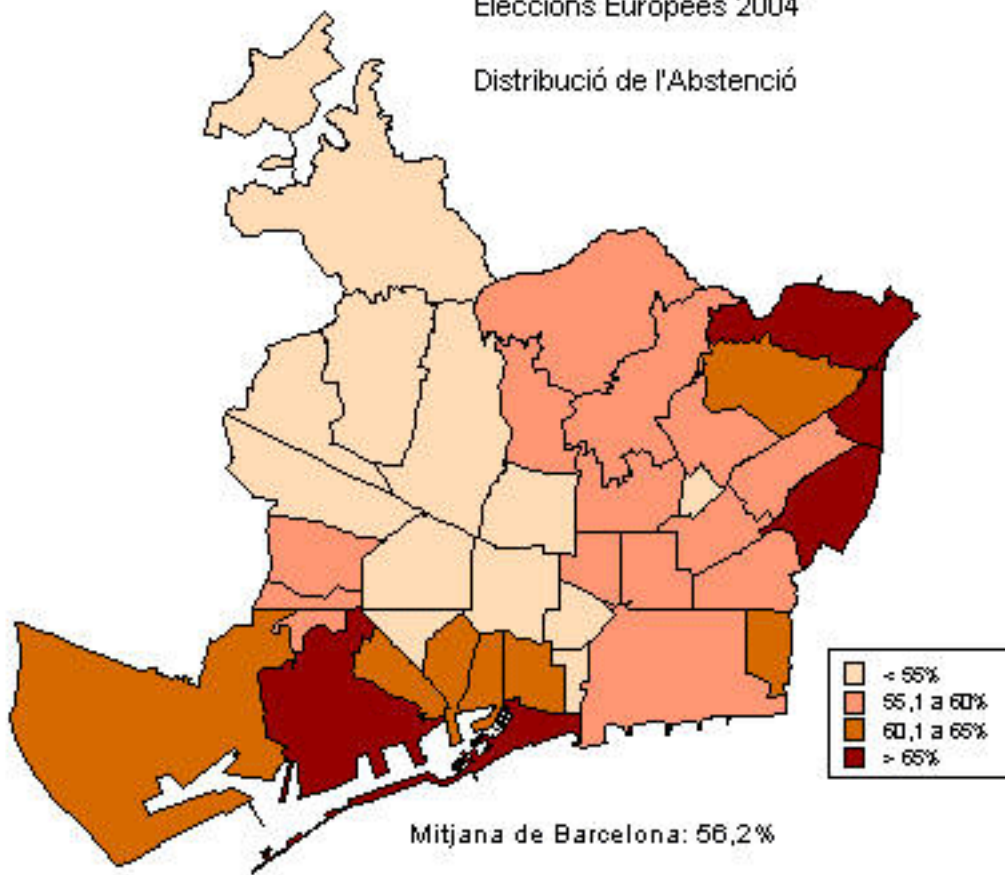 Eleccions Europees 2004
Distribució de l'Abstenció
< 55%
55,1 a 60%
60,1 a 65%
> 65%
Mitjana de Barcelona: 56,2%